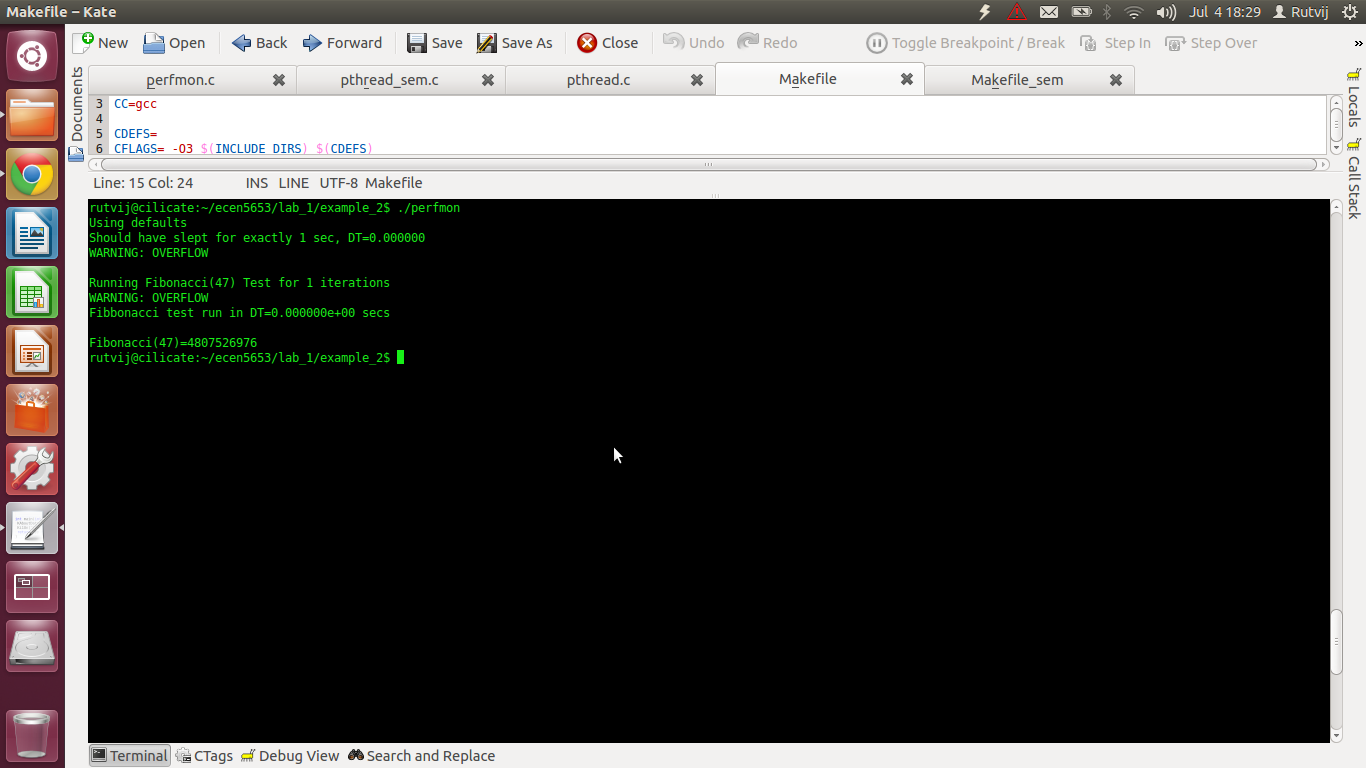 Makefile – Kate
Jul 4 18:29 Rutvij
New Open Back Forward Save Save As Close Undo Redo Toggle Breakpoint / Break Step In Step Over »
perfmon.c pthread_sem.c pthread.c Makefile Makefile_sem
Documents
Locals
Call Stack
3 CC=gcc
4
5 CDEFS=
6 CFLAGS= -O3 $(INCLUDE_DIRS) $(CDEFS)
Line: 15 Col: 24 INS LINE UTF-8 Makefile
rutvij@cilicate:~/ecen5653/lab_1/example_2$ ./perfmon
Using defaults
Should have slept for exactly 1 sec, DT=0.000000
WARNING: OVERFLOW
Running Fibonacci(47) Test for 1 iterations
WARNING: OVERFLOW
Fibbonacci test run in DT=0.000000e+00 secs
Fibonacci(47)=4807526976
rutvij@cilicate:~/ecen5653/lab_1/example_2$
Terminal CTags Debug View Search and Replace